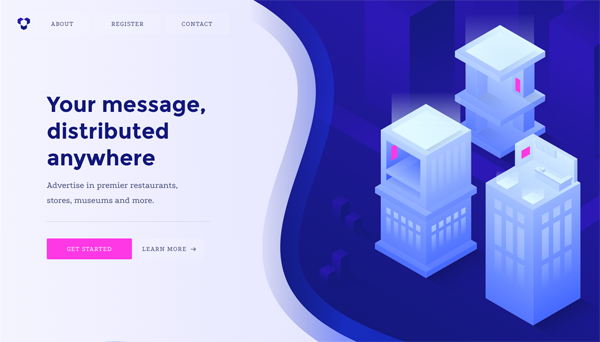 ABOUT
REGISTER
CONTACT
Your message,
distributed
anywhere
Advertise in premier restaurants,
stores, museums and more.
GET STARTED
LEARN MORE →